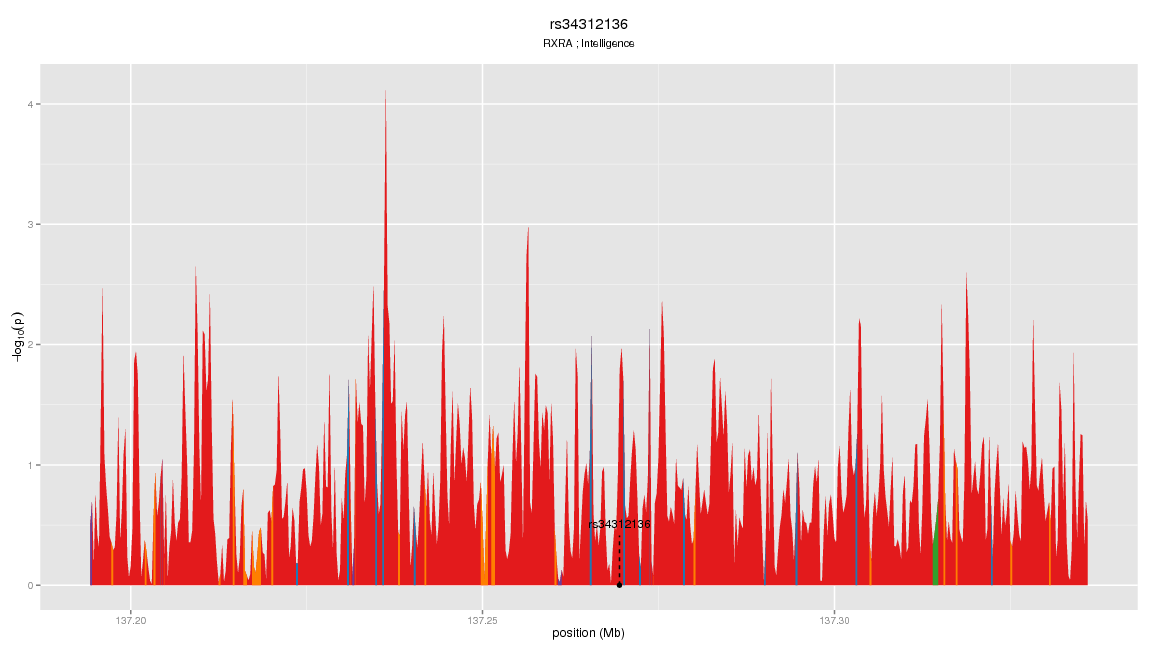 rs34312136
RXRA ; Intelligence
4
3
2
1
0
−log10(p)
rs34312136
137.20
137.25
137.30
position (Mb)